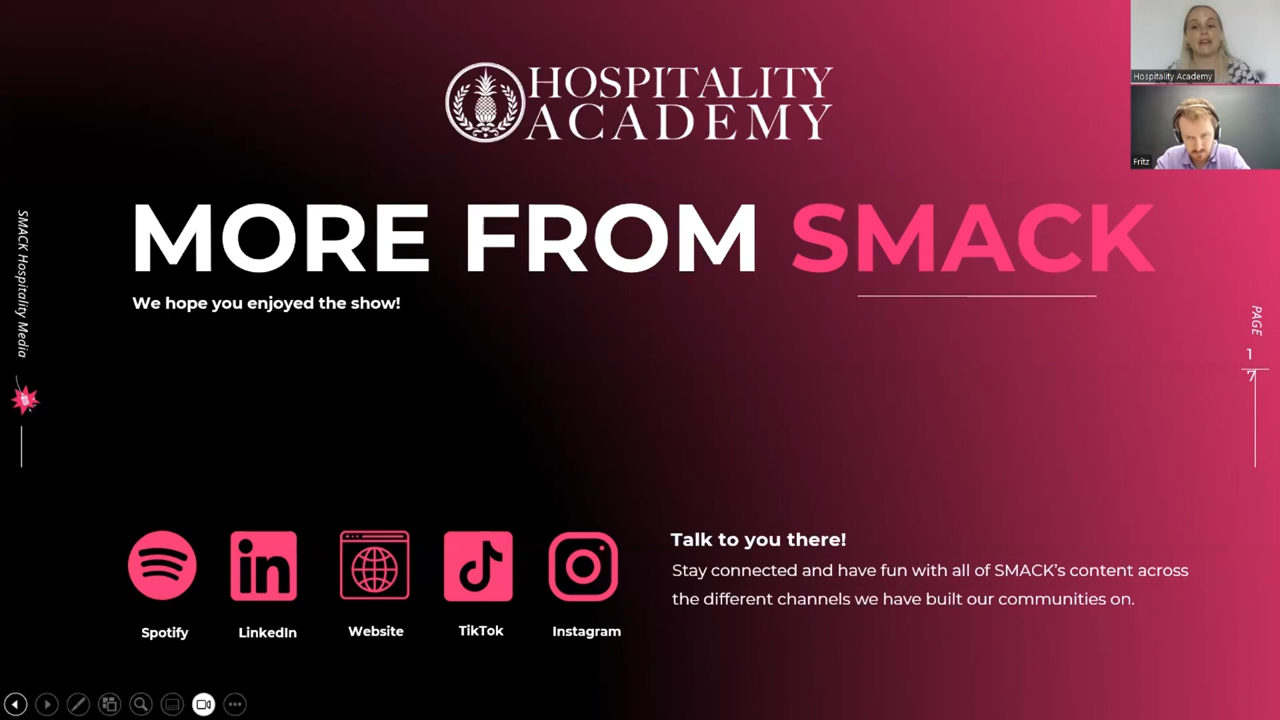 HOSPITALITY
ACADEMY
Hospitality Academy
Fritz
MORE FROM SMACK
We hope you enjoyed the show!
SMACK Hospitality Media
PAGE
1
7
Talk to you there!
Stay connected and have fun with all of SMACK's content across
the different channels we have built our communities on.
Spotify LinkedIn Website TikTok Instagram